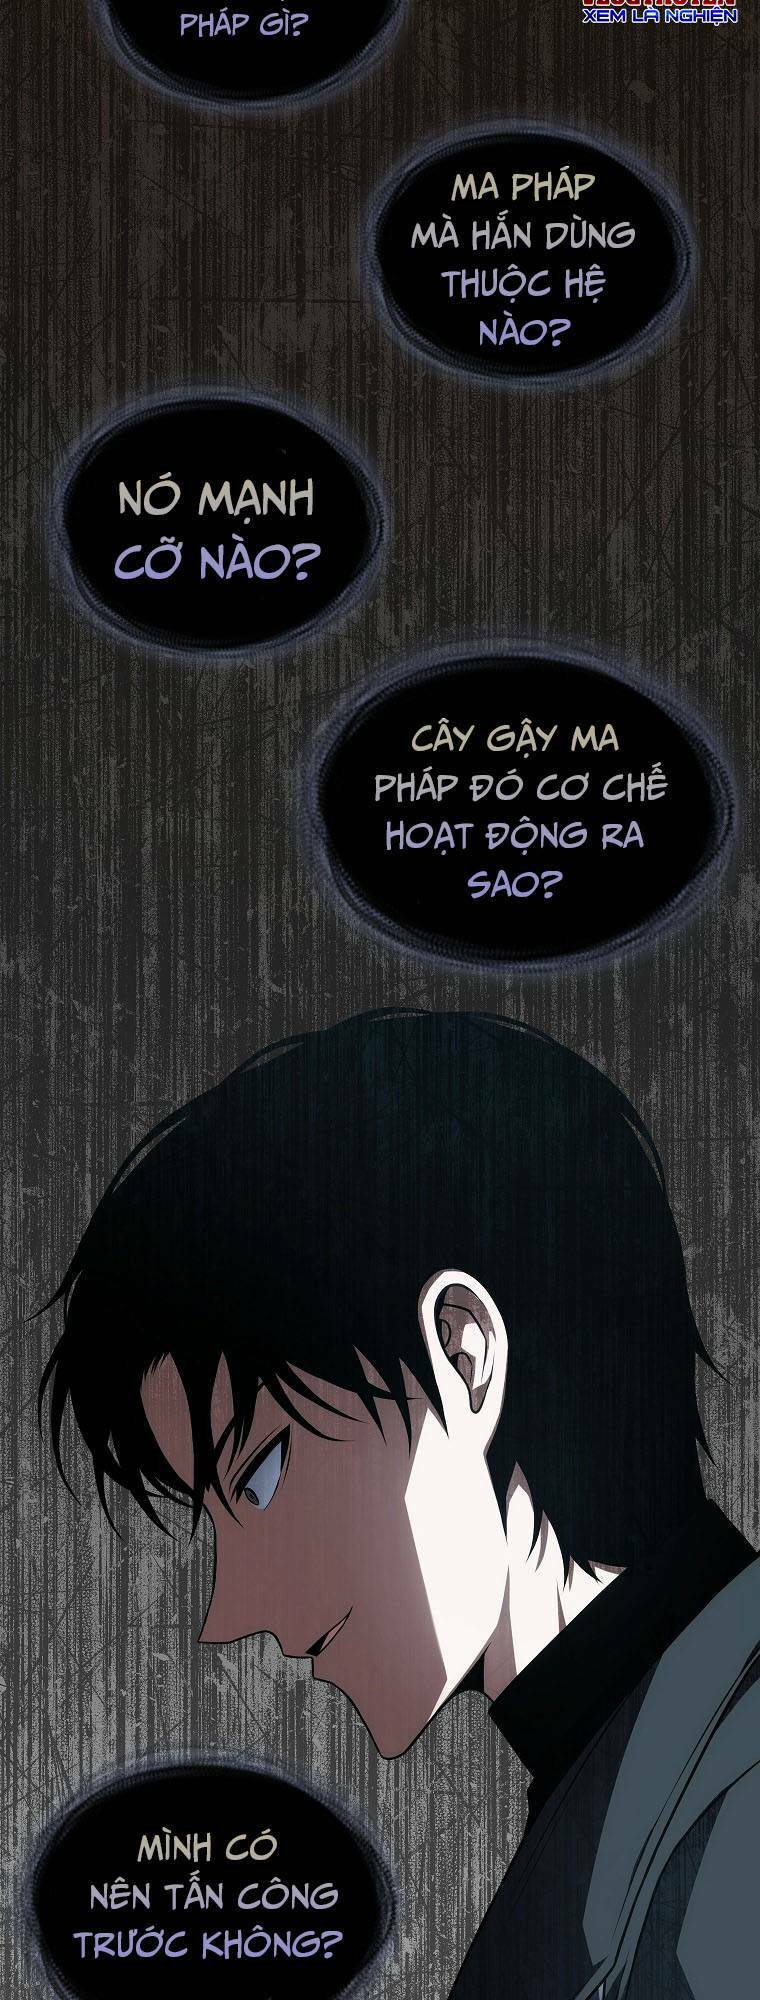 XEM LÀ NGHIỆN
PHÁP GÌ?
MA PHÁP
MÀ HẮN DÙNG
THUỘC HỆ
NÀO?
NÓ MẠNH
CỠ NÀO?
CÂY GẬY MA
PHÁP ĐÓ CƠ CHẾ
HOẠT ĐỘNG RA
SAO?
MÌNH CÓ
NÊN TẤN CÔNG
TRƯỚC KHÔNG?